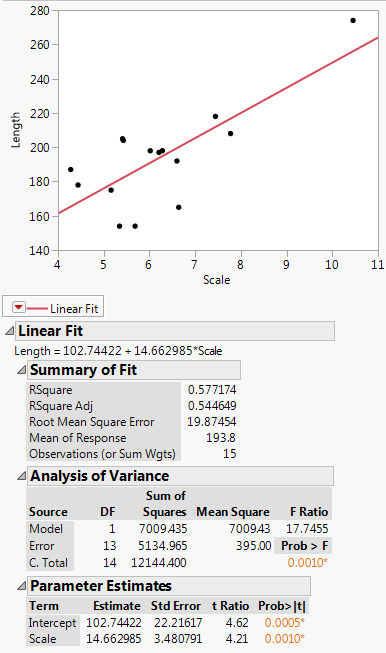 280
260
240
220
200
180
160
140
Length
4 5 6 7 8 9 10 11
Scale
Linear Fit
Linear Fit
Length = 102.74422 + 14.662985*Scale
Summary of Fit
RSquare 0.577174
RSquare Adj 0.544649
Root Mean Square Error 19.87454
Mean of Response 193.8
Observations (or Sum Wgts) 15
Analysis of Variance
Sum of
Source DF Squares Mean Square F Ratio
Model 1 7009.435 7009.43 17.7455
Error 13 5134.965 395.00 Prob > F
C. Total 14 12144.400 0.0010*
Parameter Estimates
Term Estimate Std Error t Ratio Prob>|t|
Intercept 102.74422 22.21617 4.62 0.0005*
Scale 14.662985 3.480791 4.21 0.0010*